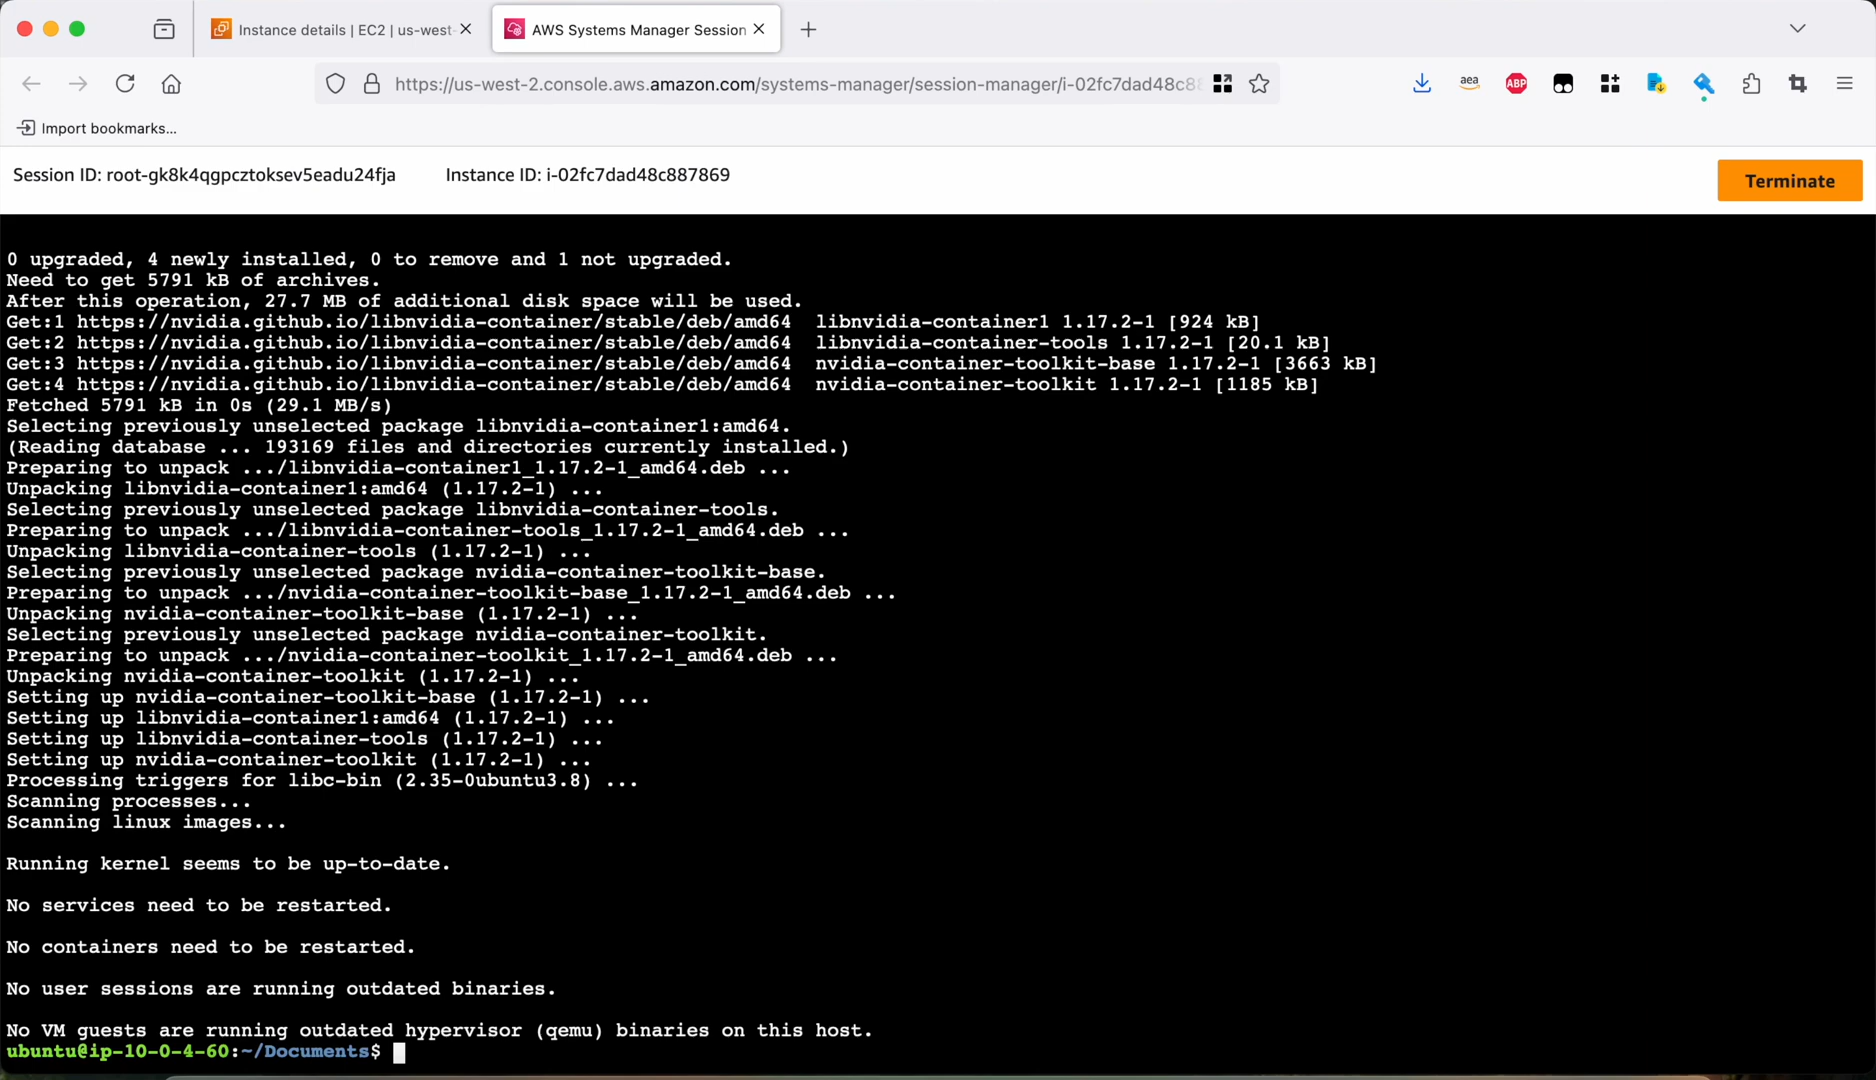 Instance details | EC2 | us-west-
AWS Systems Manager Session
https://us-west-2.console.aws.amazon.com/systems-manager/session-manager/i-02fc7dad48c88
aea
ABP
Import bookmarks...
Session ID: root-gk8k4qgpcztoksev5eadu24fja
Instance ID: i-02fc7dad48c887869
Terminate
0 upgraded, 4 newly installed, 0 to remove and 1 not upgraded.
Need to get 5791 kB of archives.
After this operation, 27.7 MB of additional disk space will be used.
Get:1 https://nvidia.github.io/libnvidia-container/stable/deb/amd64  libnvidia-container1 1.17.2-1 [924 kB]
Get:2 https://nvidia.github.io/libnvidia-container/stable/deb/amd64  libnvidia-container-tools 1.17.2-1 [20.1 kB]
Get:3 https://nvidia.github.io/libnvidia-container/stable/deb/amd64  nvidia-container-toolkit-base 1.17.2-1 [3663 kB]
Get:4 https://nvidia.github.io/libnvidia-container/stable/deb/amd64  nvidia-container-toolkit 1.17.2-1 [1185 kB]
Fetched 5791 kB in 0s (29.1 MB/s)
Selecting previously unselected package libnvidia-container1:amd64.
(Reading database ... 193169 files and directories currently installed.)
Preparing to unpack .../libnvidia-container1_1.17.2-1_amd64.deb ...
Unpacking libnvidia-container1:amd64 (1.17.2-1) ...
Selecting previously unselected package libnvidia-container-tools.
Preparing to unpack .../libnvidia-container-tools_1.17.2-1_amd64.deb ...
Unpacking libnvidia-container-tools (1.17.2-1) ...
Selecting previously unselected package nvidia-container-toolkit-base.
Preparing to unpack .../nvidia-container-toolkit-base_1.17.2-1_amd64.deb ...
Unpacking nvidia-container-toolkit-base (1.17.2-1) ...
Selecting previously unselected package nvidia-container-toolkit.
Preparing to unpack .../nvidia-container-toolkit_1.17.2-1_amd64.deb ...
Unpacking nvidia-container-toolkit (1.17.2-1) ...
Setting up nvidia-container-toolkit-base (1.17.2-1) ...
Setting up libnvidia-container1:amd64 (1.17.2-1) ...
Setting up libnvidia-container-tools (1.17.2-1) ...
Setting up nvidia-container-toolkit (1.17.2-1) ...
Processing triggers for libc-bin (2.35-0ubuntu3.8) ...
Scanning processes...
Scanning linux images...
Running kernel seems to be up-to-date.
No services need to be restarted.
No containers need to be restarted.
No user sessions are running outdated binaries.
No VM guests are running outdated hypervisor (qemu) binaries on this host.
ubuntu@ip-10-0-4-60:~/Documents$